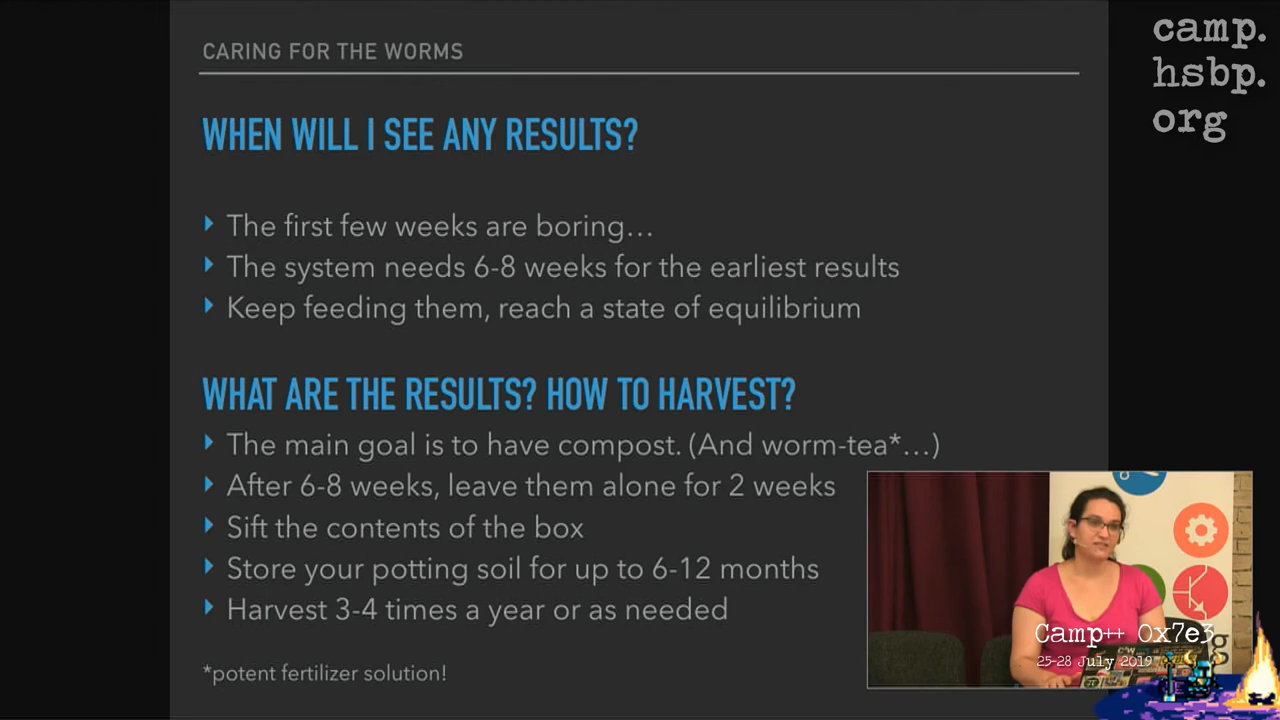 CARING FOR THE WORMS
WHEN WILL I SEE ANY RESULTS?
The first few weeks are boring…
The system needs 6-8 weeks for the earliest results
Keep feeding them, reach a state of equilibrium
WHAT ARE THE RESULTS? HOW TO HARVEST?
The main goal is to have compost. (And worm-tea*…)
After 6-8 weeks, leave them alone for 2 weeks
Sift the contents of the box
Store your potting soil for up to 6-12 months
Harvest 3-4 times a year or as needed
*potent fertilizer solution!
camp.
hsbp.
org
Camp++ 0x7e3
25-28 July 2019